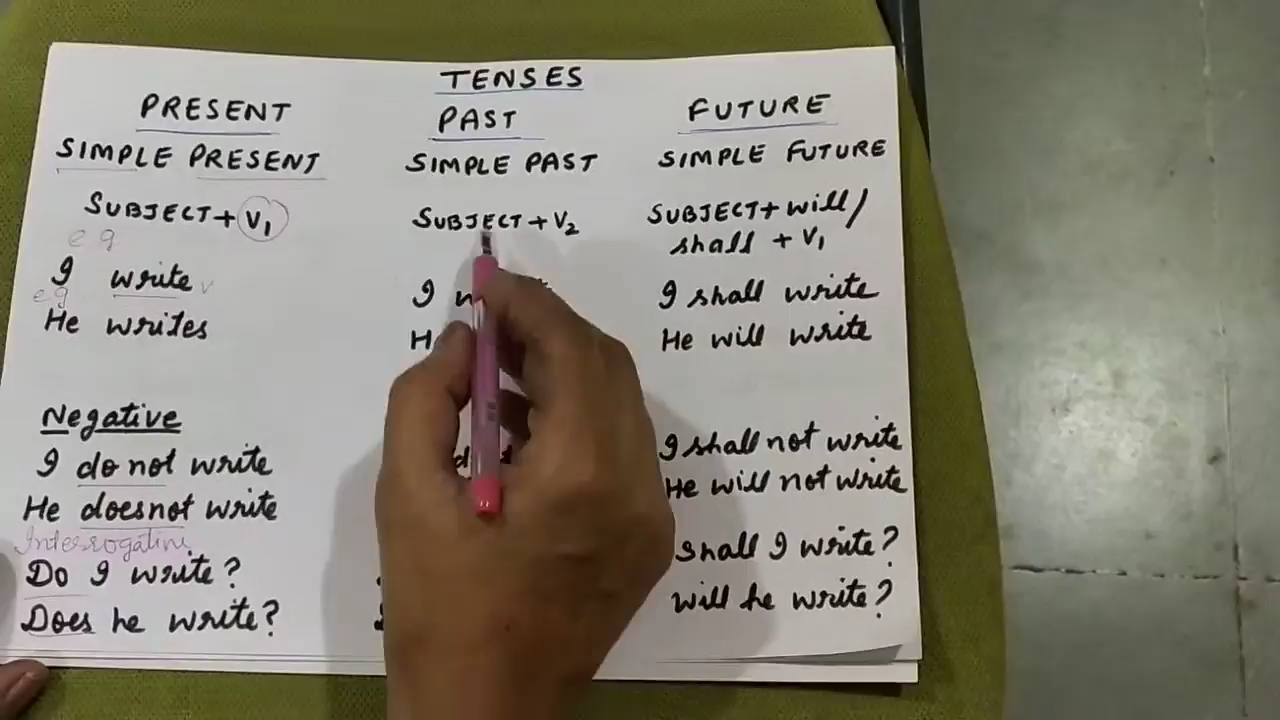 TENSES
PRESENT
SIMPLE PRESENT
SUBJECT + V1
e g
I write
e g
He writes
Negative
I do not write
He does not write
Interrogative
Do I write?
Does he write?
PAST
SIMPLE PAST
SUBJECT + V2
I
FUTURE
SIMPLE FUTURE
SUBJECT + will/
shall + V1
I shall write
He will write
I shall not write
He will not write
shall I write?
will he write?